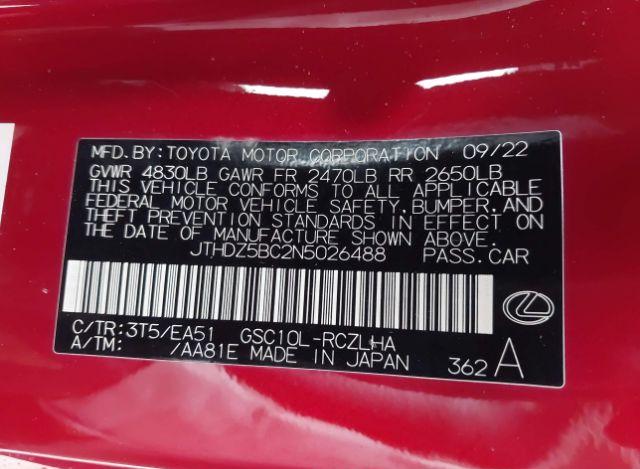 MFD.BY:TOYOTA MOTOR CORPORATION 09/22
GVWR 4830LB GAWR FR 2470LB RR 2650LB
THIS VEHICLE CONFORMS TO ALL APPLICABLE
FEDERAL MOTOR VEHICLE SAFETY, BUMPER, AND
THEFT PREVENTION STANDARDS IN EFFECT ON
THE DATE OF MANUFACTURE SHOWN ABOVE.
JTHDZ5BC2N5026488 PASS.CAR
C/TR:3T5/EA51 GSC10L-RCZLHA
A/TM: /AA81E MADE IN JAPAN 362 A